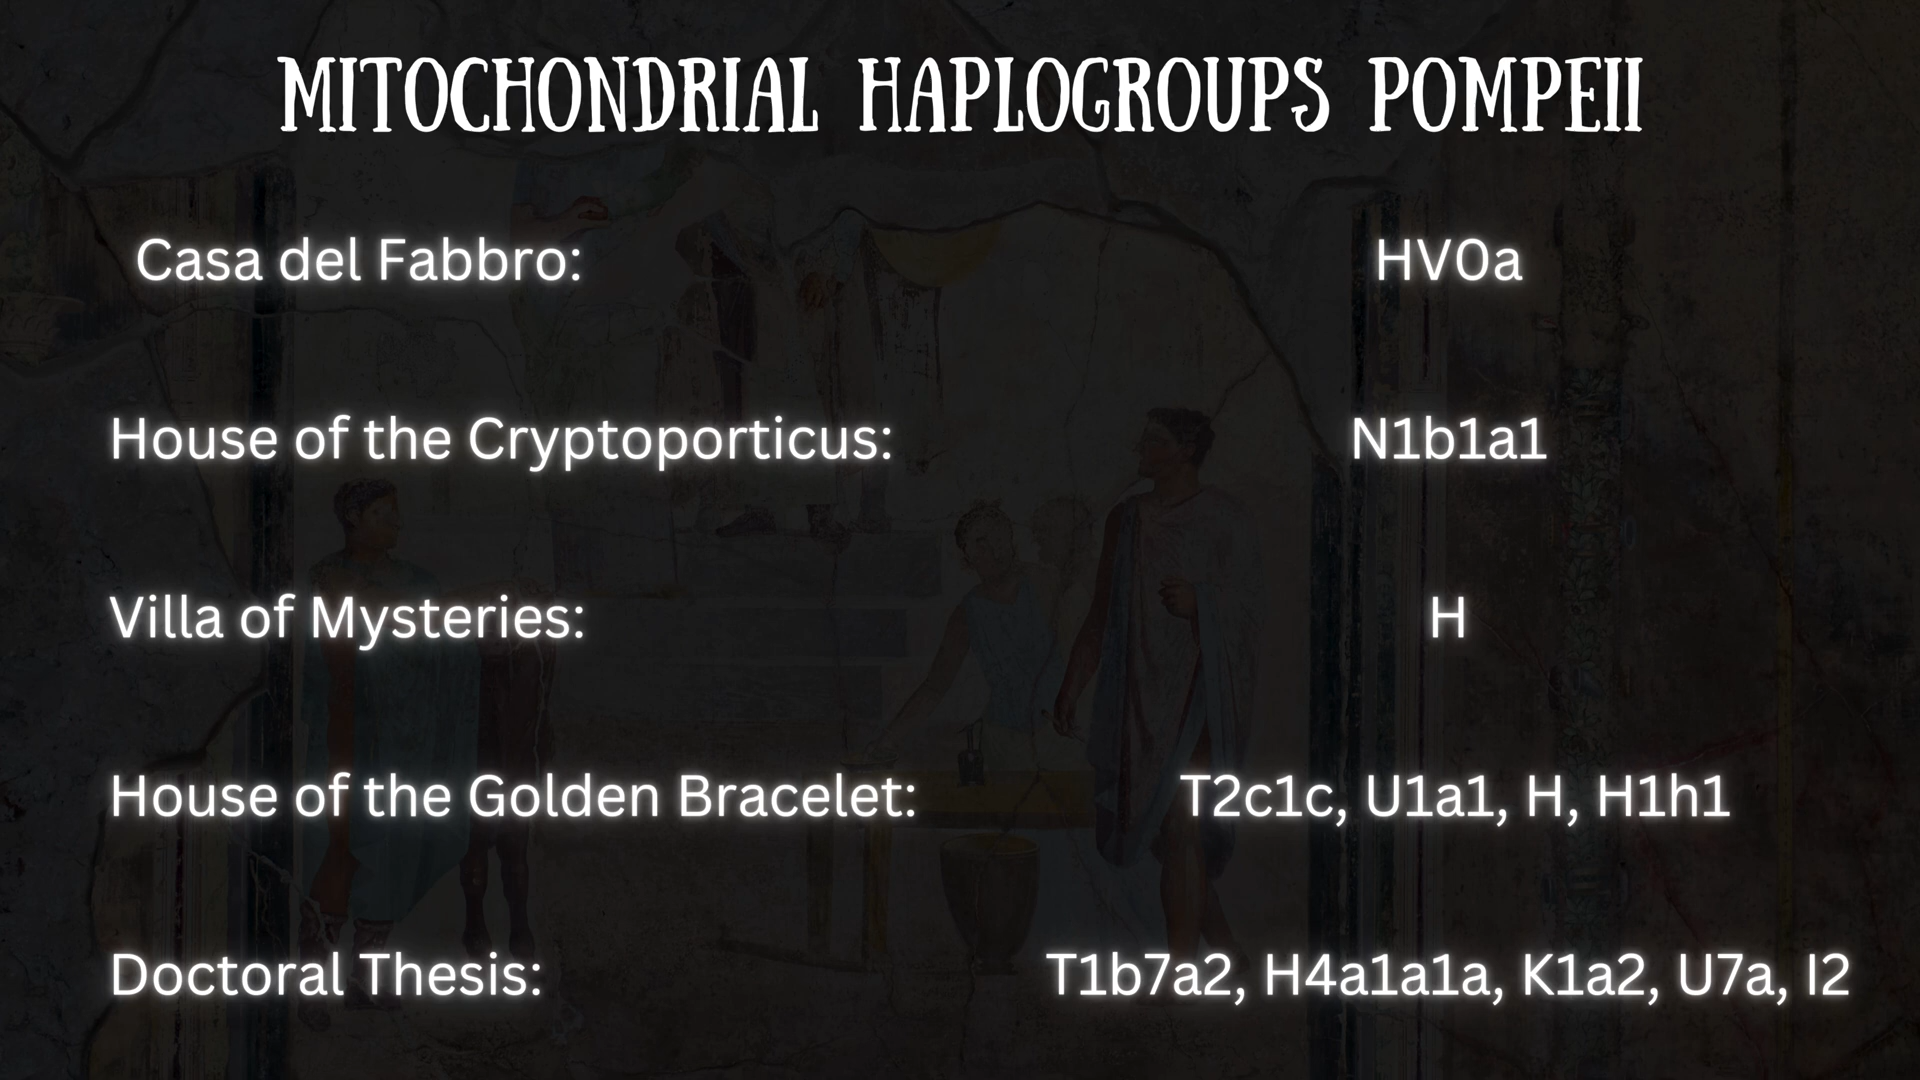 MITOCHONDRIAL HAPLOGROUPS POMPEII
Casa del Fabbro: HV0a
House of the Cryptoporticus: N1b1a1
Villa of Mysteries: H
House of the Golden Bracelet: T2c1c, U1a1, H, H1h1
Doctoral Thesis: T1b7a2, H4a1a1a, K1a2, U7a, I2